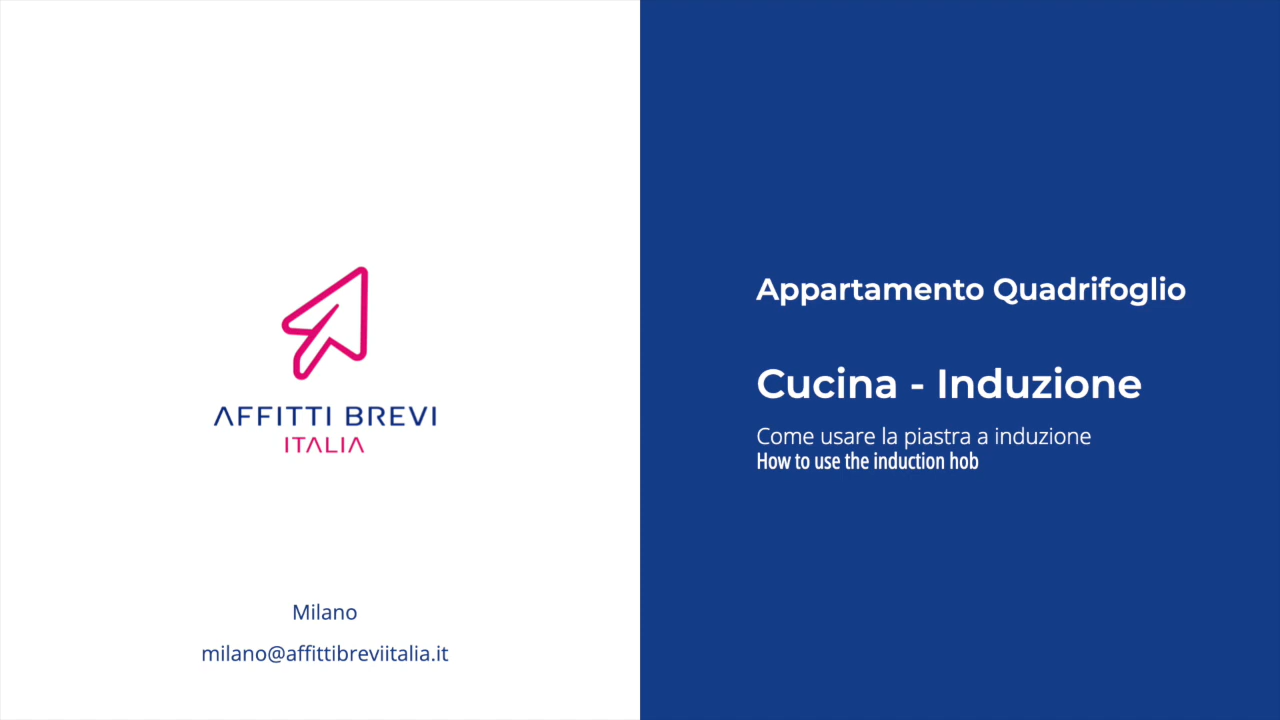 AFFITTI BREVI
ITALIA
Milano
milano@affittibreviitalia.it
Appartamento Quadrifoglio
Cucina - Induzione
Come usare la piastra a induzione
How to use the induction hob